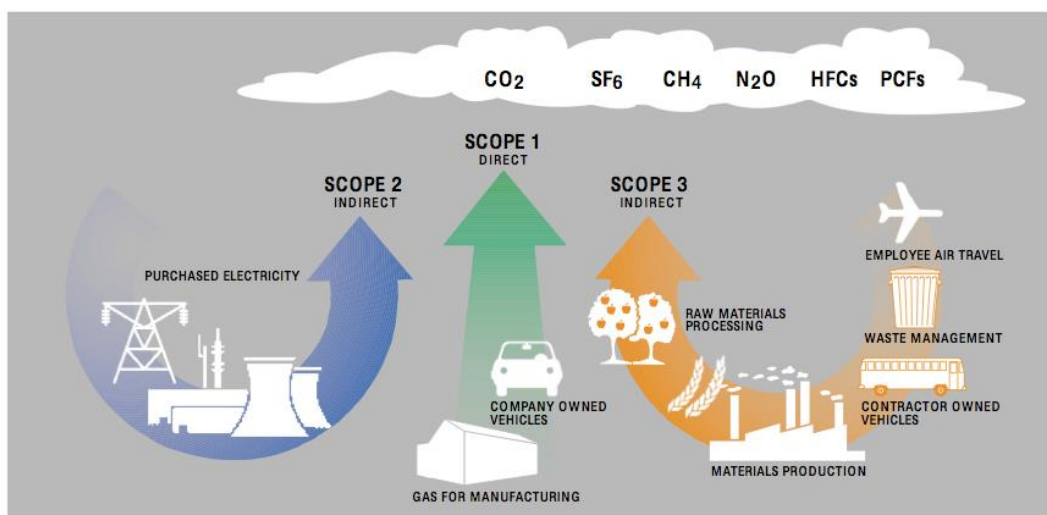 CO2 SF6 CH4 N2O HFCs PCFs
SCOPE 1
DIRECT
SCOPE 2
INDIRECT
SCOPE 3
INDIRECT
PURCHASED ELECTRICITY
COMPANY OWNED
VEHICLES
GAS FOR MANUFACTURING
RAW MATERIALS
PROCESSING
MATERIALS PRODUCTION
EMPLOYEE AIR TRAVEL
WASTE MANAGEMENT
CONTRACTOR OWNED
VEHICLES